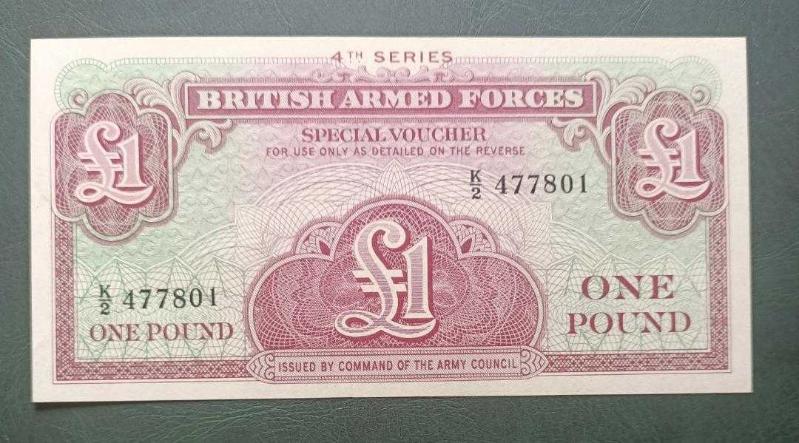 4TH SERIES
BRITISH ARMED FORCES
£1
£1
SPECIAL VOUCHER
FOR USE ONLY AS DETAILED ON THE REVERSE
K/2 477801
£1
K/2 477801
ONE POUND
ONE
POUND
ISSUED BY COMMAND OF THE ARMY COUNCIL